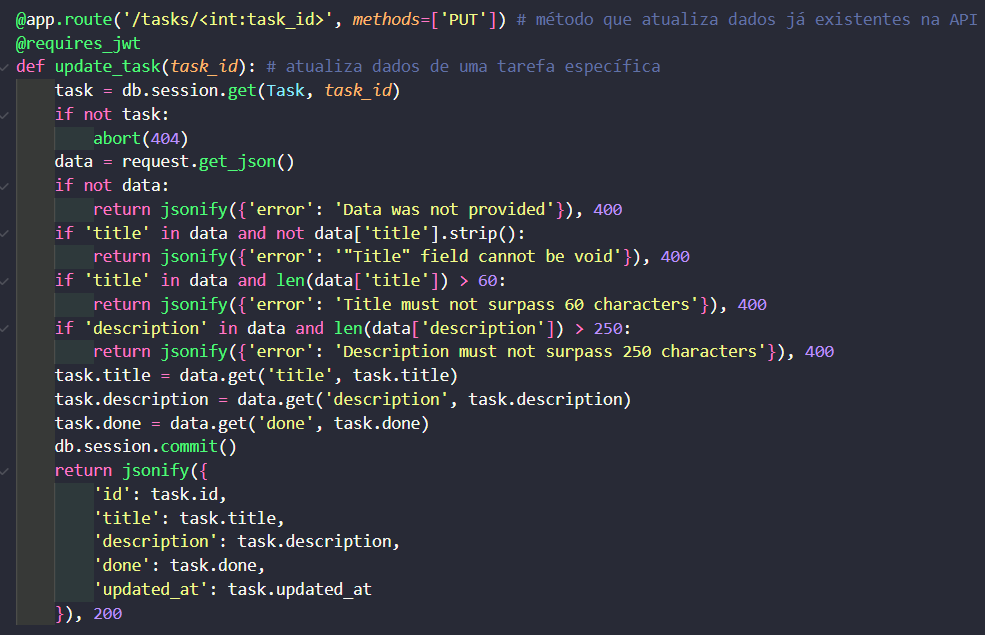 @app.route('/tasks/<int:task_id>', methods=['PUT']) # método que atualiza dados já existentes na API
@requires_jwt
def update_task(task_id): # atualiza dados de uma tarefa específica
    task = db.session.get(Task, task_id)
    if not task:
        abort(404)
    data = request.get_json()
    if not data:
        return jsonify({'error': 'Data was not provided'}), 400
    if 'title' in data and not data['title'].strip():
        return jsonify({'error': '"Title" field cannot be void'}), 400
    if 'title' in data and len(data['title']) > 60:
        return jsonify({'error': 'Title must not surpass 60 characters'}), 400
    if 'description' in data and len(data['description']) > 250:
        return jsonify({'error': 'Description must not surpass 250 characters'}), 400
    task.title = data.get('title', task.title)
    task.description = data.get('description', task.description)
    task.done = data.get('done', task.done)
    db.session.commit()
    return jsonify({
        'id': task.id,
        'title': task.title,
        'description': task.description,
        'done': task.done,
        'updated_at': task.updated_at
    }), 200